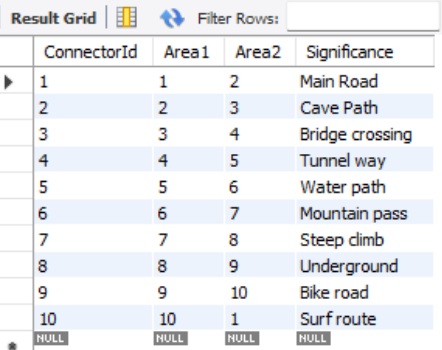 Result Grid Filter Rows:
ConnectorId Area1 Area2 Significance
1 1 2 Main Road
2 2 3 Cave Path
3 3 4 Bridge crossing
4 4 5 Tunnel way
5 5 6 Water path
6 6 7 Mountain pass
7 7 8 Steep climb
8 8 9 Underground
9 9 10 Bike road
10 10 1 Surf route
NULL NULL NULL NULL